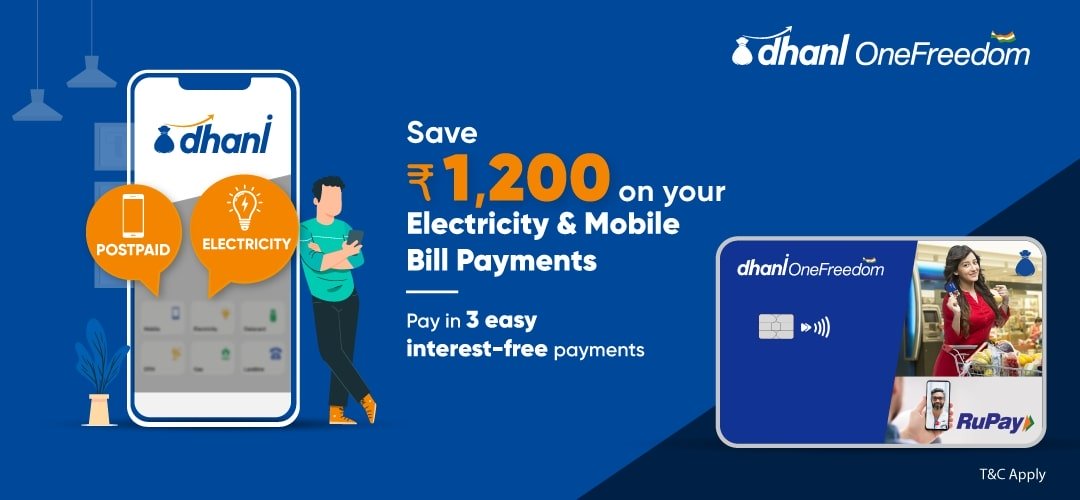 dhani OneFreedom
dhani
POSTPAID
ELECTRICITY
Save
₹1,200 on your
Electricity & Mobile
Bill Payments
Pay in 3 easy
interest-free payments
dhani OneFreedom
RuPay
T&C Apply
Mobile
Electricity
Datacard
DTH
Gas
Landline